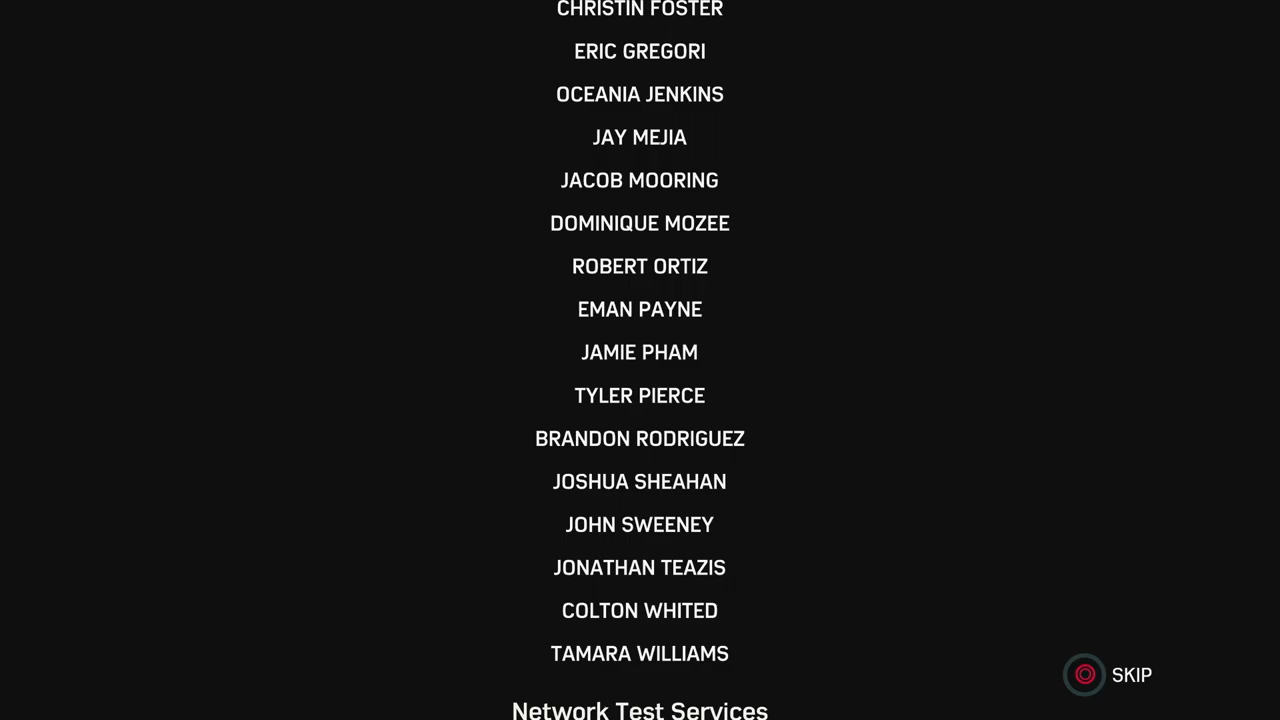 CHRISTIN FOSTER
ERIC GREGORI
OCEANIA JENKINS
JAY MEJIA
JACOB MOORING
DOMINIQUE MOZEE
ROBERT ORTIZ
EMAN PAYNE
JAMIE PHAM
TYLER PIERCE
BRANDON RODRIGUEZ
JOSHUA SHEAHAN
JOHN SWEENEY
JONATHAN TEAZIS
COLTON WHITED
TAMARA WILLIAMS
SKIP
Network Test Services